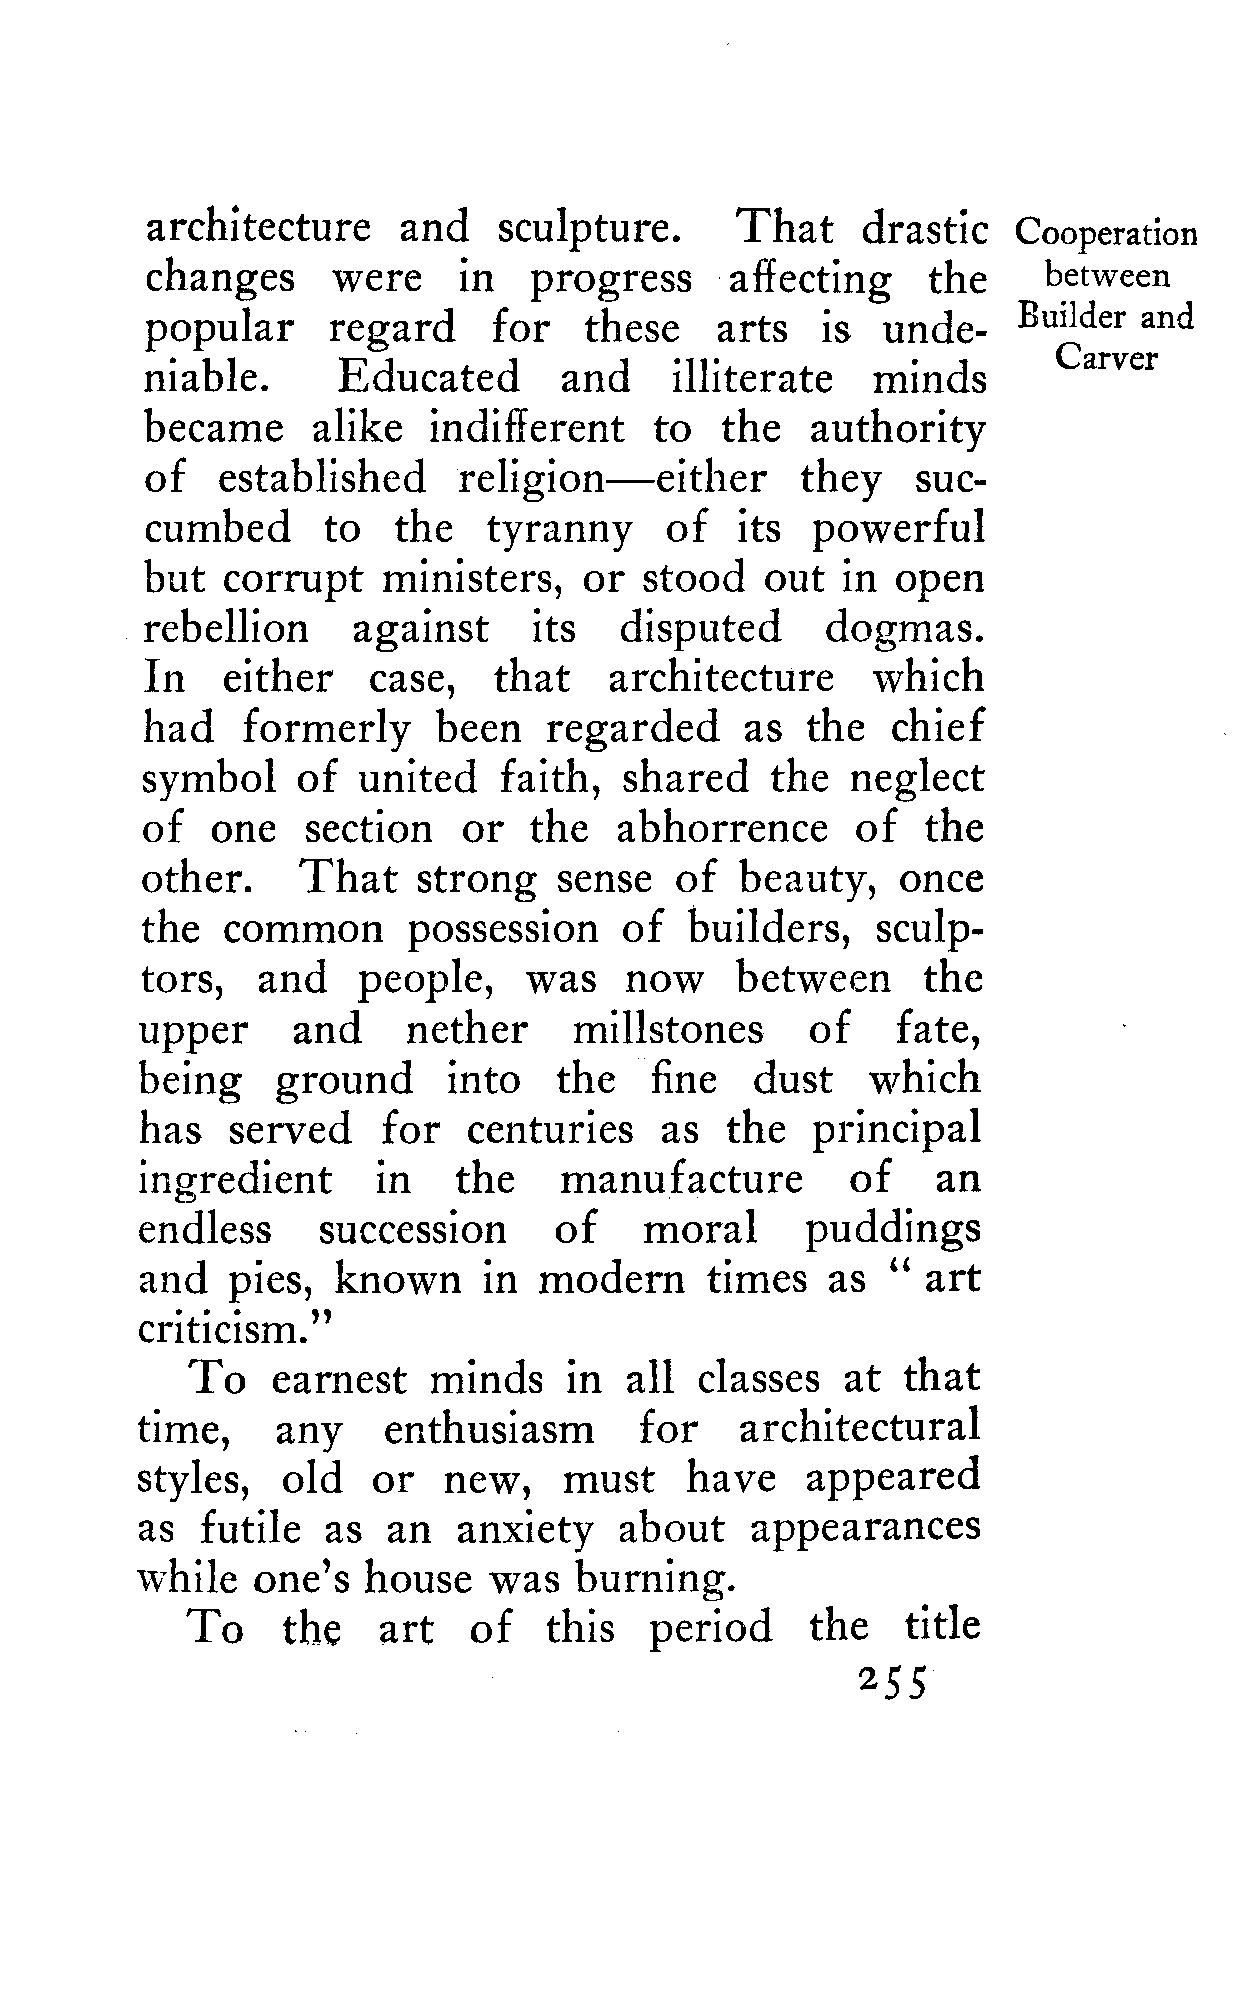 architecture and sculpture. That drastic
changes were in progress affecting the
popular regard for these arts is unde-
niable. Educated and illiterate minds
became alike indifferent to the authority
of established religion—either they suc-
cumbed to the tyranny of its powerful
but corrupt ministers, or stood out in open
rebellion against its disputed dogmas.
In either case, that architecture which
had formerly been regarded as the chief
symbol of united faith, shared the neglect
of one section or the abhorrence of the
other. That strong sense of beauty, once
the common possession of builders, sculp-
tors, and people, was now between the
upper and nether millstones of fate,
being ground into the fine dust which
has served for centuries as the principal
ingredient in the manufacture of an
endless succession of moral puddings
and pies, known in modern times as " art
criticism."
To earnest minds in all classes at that
time, any enthusiasm for architectural
styles, old or new, must have appeared
as futile as an anxiety about appearances
while one's house was burning.
To the art of this period the title
Cooperation
between
Builder and
Carver
255